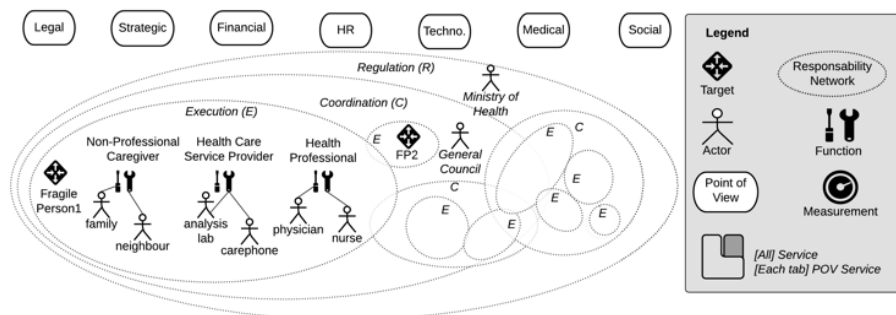 Legal
Strategic
Financial
HR
Techno.
Medical
Social
Regulation (R)
Ministry of
Health
Coordination (C)
Execution (E)
Non-Professional
Caregiver
Health Care
Service Provider
Health
Professional
E
FP2
General
Council
E
C
E
E
E
Fragile
Person1
family
neighbour
analysis
lab
carephone
physician
nurse
C
E
E
Legend
Target
Responsability
Network
Actor
Function
Point of
View
Measurement
[All] Service
[Each tab] POV Service